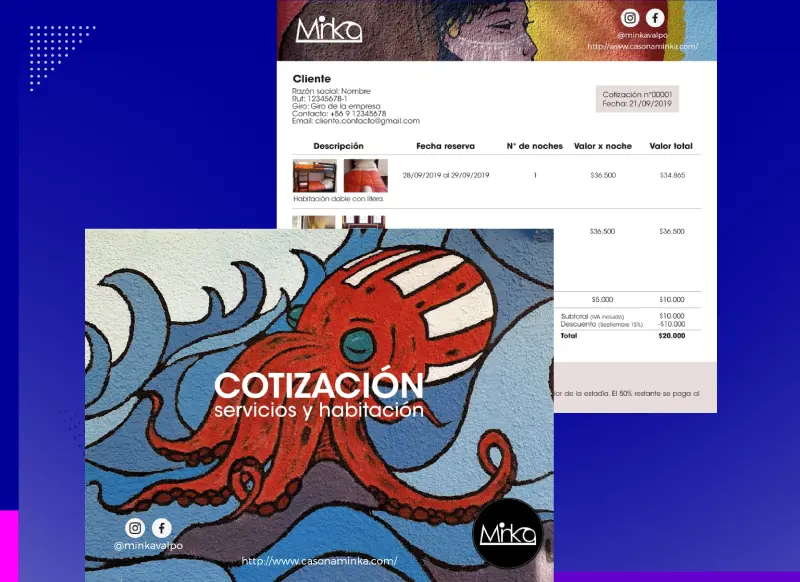 Minka
@minkavalpo
http://www.casonaminka.com/
Cliente
Razón social: Nombre
Rut: 12345678-1
Giro: Giro de la empresa
Contacto: +56 9 12345678
Email: cliente.contacto@gmail.com
Cotización n°00001
Fecha: 21/09/2019
Descripción Fecha reserva N° de noches Valor x noche Valor total
28/09/2019 al 29/09/2019 1 $36.500 $34.865
Habitación doble con litera.
$36.500 $36.500
$5.000 $10.000
Subtotal (IVA incluido) $10.000
Descuento (Septiembre 15%) -$10.000
Total $20.000
de la estadía. El 50% restante se paga al
COTIZACIÓN
servicios y habitación
@minkavalpo
http://www.casonaminka.com/
Minka